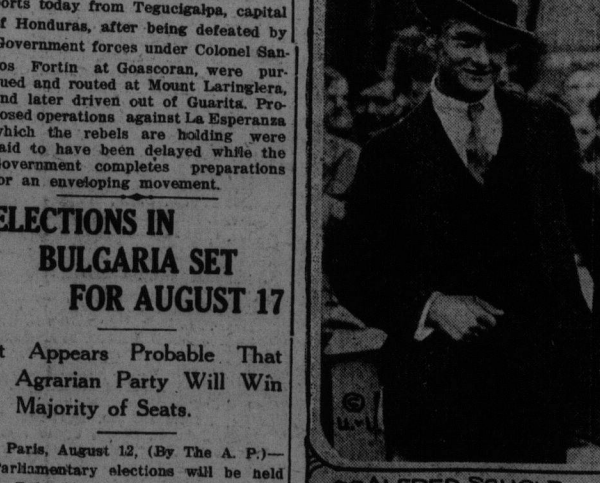 orts today from Tegucigalpa, capital
f Honduras, after being defeated by
Government forces under Colonel San-
os Fortin at Goascoran, were pur-
ued and routed at Mount Laringlera,
nd later driven out of Guarita. Pro-
osed operations against La Esperanza
which the rebels are holding were
aid to have been delayed while the
Government completes preparations
or an enveloping movement.
ELECTIONS IN
BULGARIA SET
FOR AUGUST 17
t Appears Probable That
Agrarian Party Will Win
Majority of Seats.
Paris, August 12, (By The A. P.)—
Parliamentary elections will be held
©
U.&U.